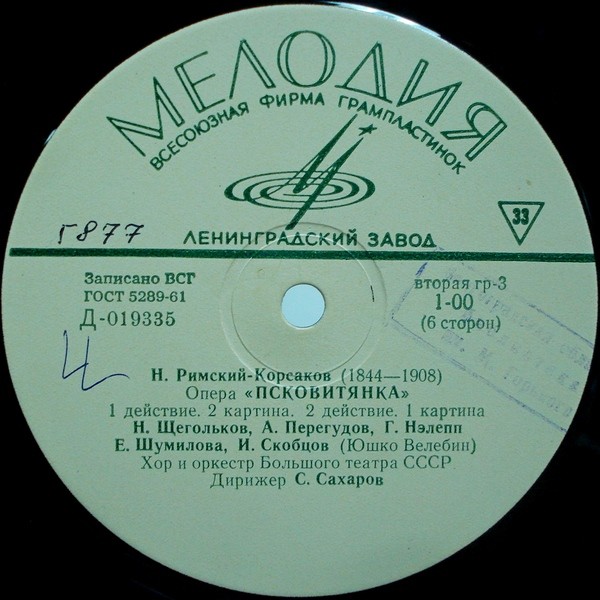 МЕЛОДИЯ
ВСЕСОЮЗНАЯ ФИРМА ГРАМПЛАСТИНОК
33
5877
ЛЕНИНГРАДСКИЙ ЗАВОД
Записано ВСГ
ГОСТ 5289-61
Д-019335
вторая гр-3
1-00
(6 сторон)
Н. Римский-Корсаков (1844—1908)
Опера «ПСКОВИТЯНКА»
1 действие. 2 картина. 2 действие. 1 картина
Н. Щегольков, А. Перегудов, Г. Нэлепп
Е. Шумилова, И. Скобцов (Юшко Велебин)
Хор и оркестр Большого театра СССР
Дирижер С. Сахаров